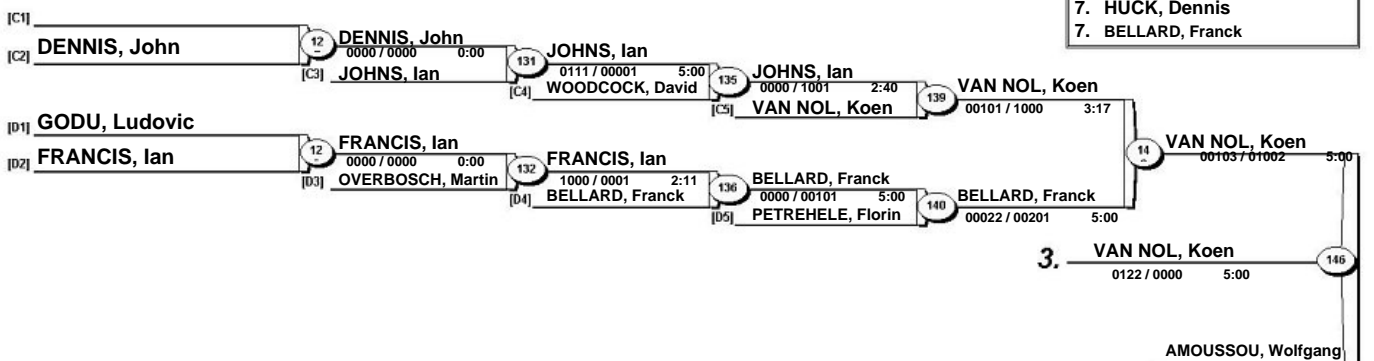 7. HUCK, Dennis
7. BELLARD, Franck
[C1]
[C2] DENNIS, John
12
DENNIS, John
0000 / 0000 0:00
[C3] JOHNS, Ian
131
JOHNS, Ian
0111 / 00001 5:00
[C4] WOODCOCK, David
135
JOHNS, Ian
0000 / 1001 2:40
[C5] VAN NOL, Koen
139
VAN NOL, Koen
00101 / 1000 3:17
[D1] GODU, Ludovic
[D2] FRANCIS, Ian
12
FRANCIS, Ian
0000 / 0000 0:00
[D3] OVERBOSCH, Martin
132
FRANCIS, Ian
1000 / 0001 2:11
[D4] BELLARD, Franck
136
BELLARD, Franck
0000 / 00101 5:00
[D5] PETREHELE, Florin
140
BELLARD, Franck
00022 / 00201 5:00
14
VAN NOL, Koen
00103 / 01002 5:00
3. VAN NOL, Koen
0122 / 0000 5:00
146
AMOUSSOU, Wolfgang